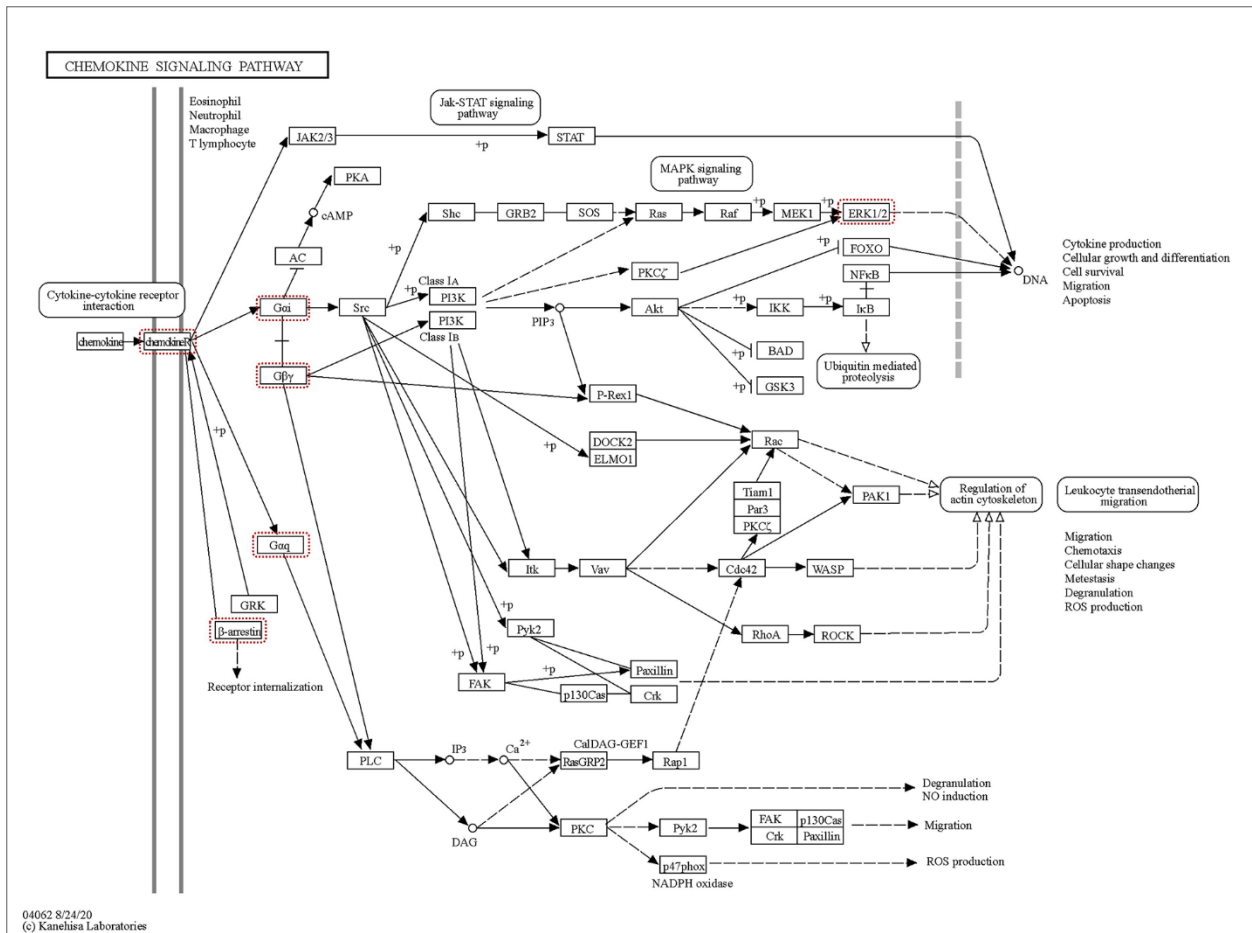 CHEMOKINE SIGNALING PATHWAY
Eosinophil
Neutrophil
Macrophage
T lymphocyte
Jak-STAT signaling
pathway
JAK2/3
+p
STAT
MAPK signaling
pathway
PKA
cAMP
AC
Shc
GRB2
SOS
Ras
Raf
+p
MEK1
+p
ERK1/2
+p
+p
FOXO
Cytokine production
Cellular growth and differentiation
Cell survival
Migration
Apoptosis
NFκB
DNA
PKCζ
Cytokine-cytokine receptor
interaction
Class IA
+p
PI3K
PI3K
Class IB
Gαi
Src
PIP3
Akt
+p
IKK
+p
IκB
chemokine
chemokineR
+p
BAD
Ubiquitin mediated
proteolysis
Gβγ
+p
GSK3
P-Rex1
+p
+p
DOCK2
ELMO1
Rac
Tiam1
Par3
PKCζ
PAK1
Regulation of
actin cytoskeleton
Leukocyte transendotherial
migration
Gαq
Itk
Vav
Cdc42
WASP
Migration
Chemotaxis
Cellular shape changes
Metastasis
Degranulation
ROS production
GRK
β-arrestin
+p
Pyk2
RhoA
ROCK
+p
+p
Receptor internalization
FAK
+p
Paxillin
p130Cas
Crk
PLC
IP3
Ca2+
CalDAG-GEF1
RasGRP2
Rap1
Degranulation
NO induction
DAG
PKC
Pyk2
FAK
p130Cas
Crk
Paxillin
Migration
p47phox
NADPH oxidase
ROS production
04062 8/24/20
(c) Kanehisa Laboratories